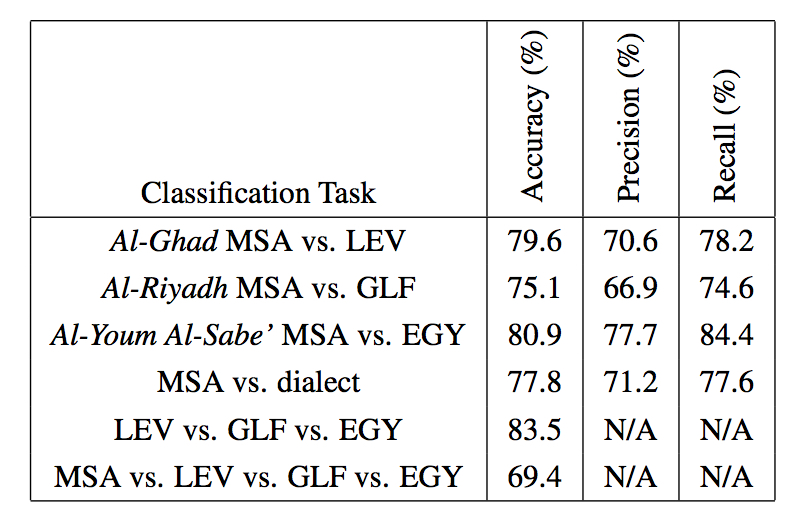 Classification Task Accuracy (%) Precision (%) Recall (%)
Al-Ghad MSA vs. LEV 79.6 70.6 78.2
Al-Riyadh MSA vs. GLF 75.1 66.9 74.6
Al-Youm Al-Sabe’ MSA vs. EGY 80.9 77.7 84.4
MSA vs. dialect 77.8 71.2 77.6
LEV vs. GLF vs. EGY 83.5 N/A N/A
MSA vs. LEV vs. GLF vs. EGY 69.4 N/A N/A